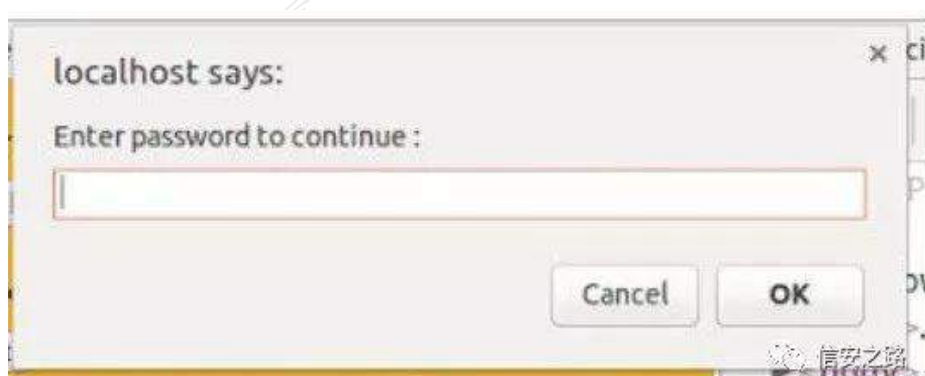 localhost says:
×
Enter password to continue :
Cancel
OK
信安之路